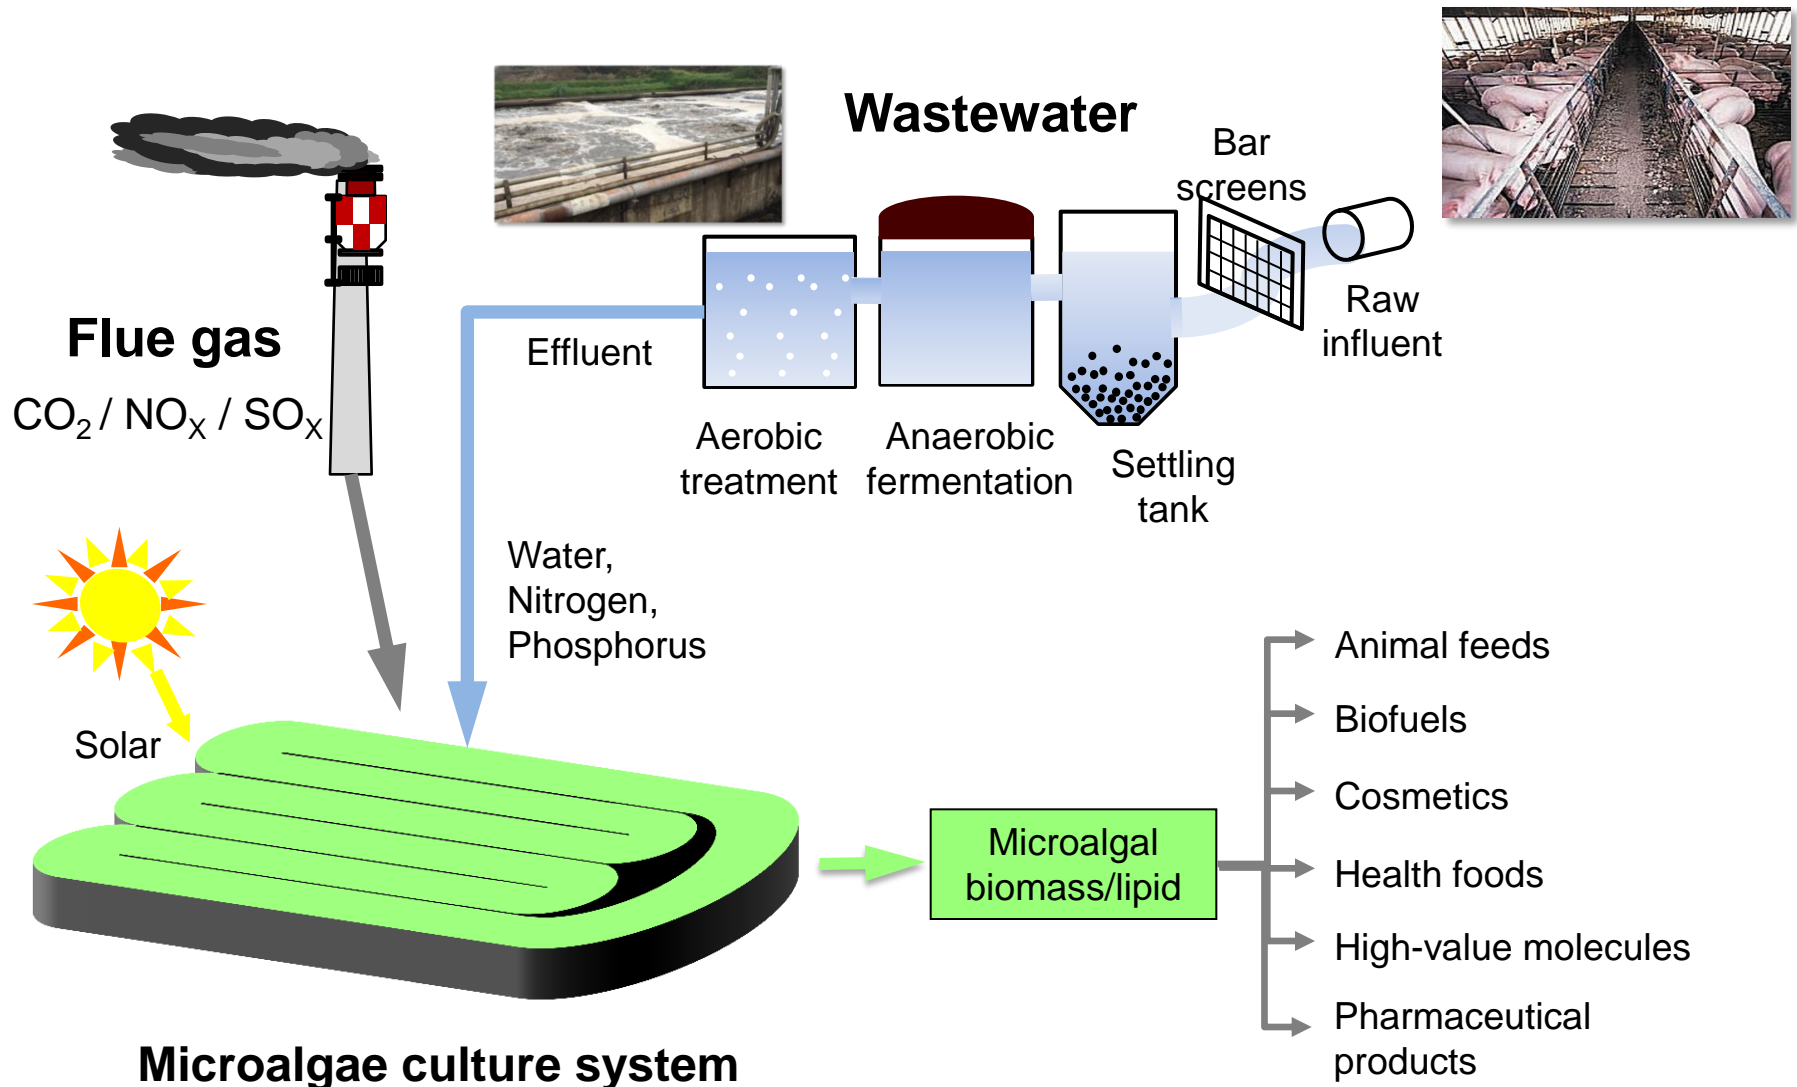 Wastewater
Bar
screens
Raw
influent
Flue gas
CO₂ / NOₓ / SOₓ
Effluent
Aerobic
treatment
Anaerobic
fermentation
Settling
tank
Water,
Nitrogen,
Phosphorus
Solar
Microalgae culture system
Microalgal
biomass/lipid
Animal feeds
Biofuels
Cosmetics
Health foods
High-value molecules
Pharmaceutical
products